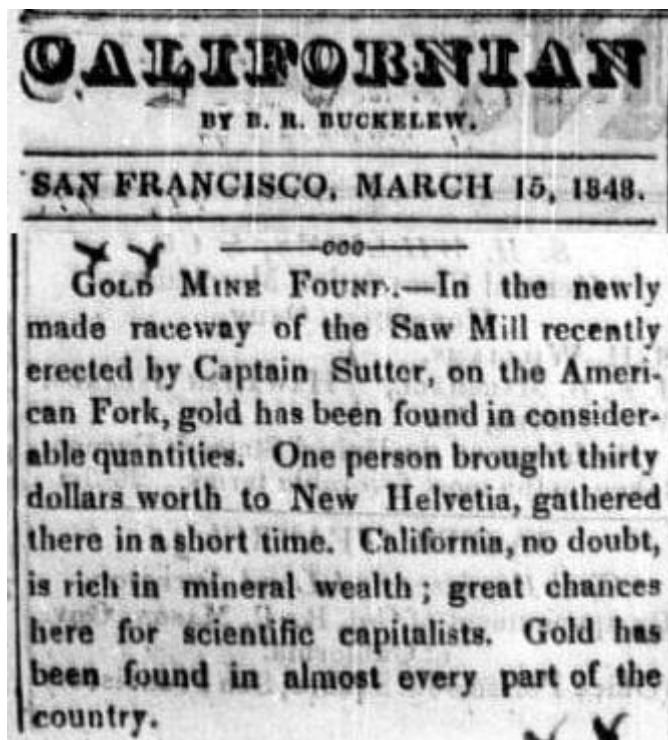 CALIFORNIAN
BY B. R. BUCKELEW.
SAN FRANCISCO, MARCH 15, 1848.
GOLD MINE FOUND.—In the newly
made raceway of the Saw Mill recently
erected by Captain Sutter, on the Ameri-
can Fork, gold has been found in consider-
able quantities. One person brought thirty
dollars worth to New Helvetia, gathered
there in a short time. California, no doubt,
is rich in mineral wealth; great chances
here for scientific capitalists. Gold has
been found in almost every part of the
country.